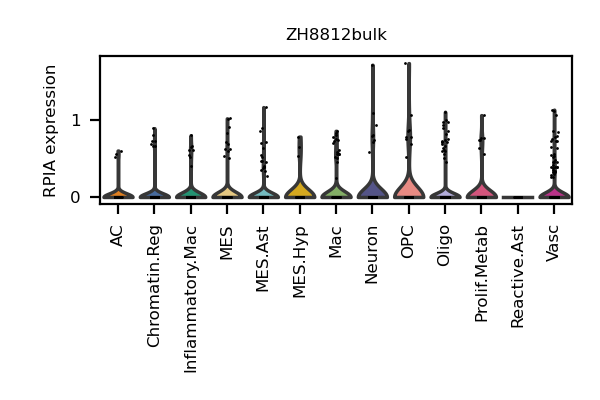 ZH8812bulk
RPIA expression
1
0
AC
Chromatin.Reg
Inflammatory.Mac
MES
MES.Ast
MES.Hyp
Mac
Neuron
OPC
Oligo
Prolif.Metab
Reactive.Ast
Vasc